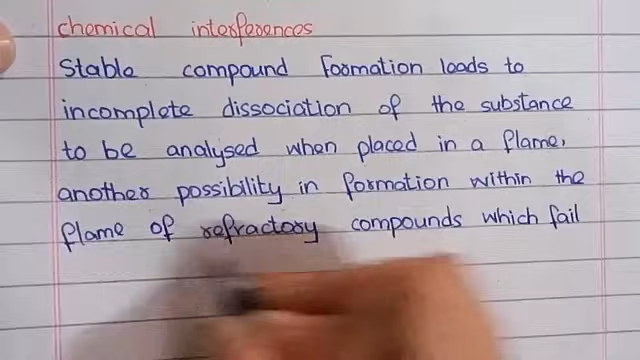 chemical interferences
Stable compound Formation leads to
incomplete dissociation of the substance
to be analysed when placed in a flame,
another possibility in formation within the
flame of refractory compounds which fail